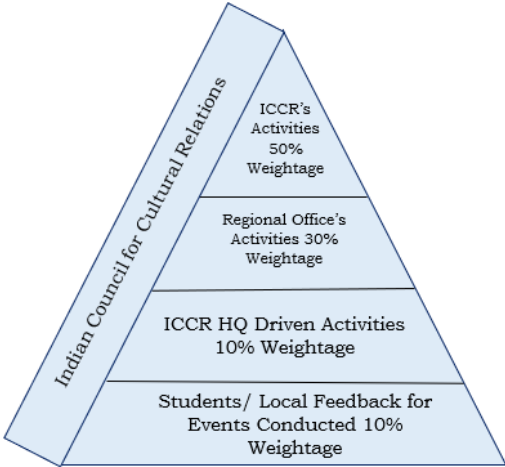 Indian Council for Cultural Relations
ICCR's
Activities
50%
Weightage
Regional Office's
Activities 30%
Weightage
ICCR HQ Driven Activities
10% Weightage
Students/ Local Feedback for
Events Conducted 10%
Weightage